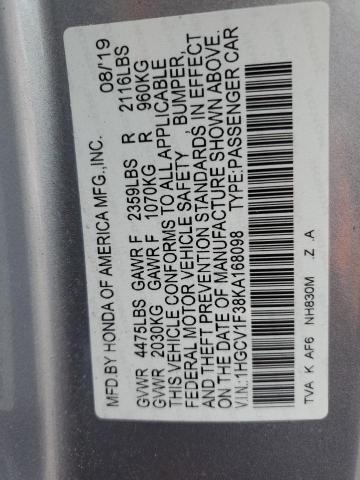 MFD.BY HONDA OF AMERICA MFG.,INC. 08/'19
GVWR 4475LBS GAWR F 2359LBS R 2116LBS
GVWR 2030KG GAWR F 1070KG R 960KG
THIS VEHICLE CONFORMS TO ALL APPLICABLE
FEDERAL MOTOR VEHICLE SAFETY, BUMPER,
AND THEFT PREVENTION STANDARDS IN EFFECT
ON THE DATE OF MANUFACTURE SHOWN ABOVE.
V.I.N.:1HGCV1F38KA168098 TYPE:PASSENGER CAR
TVA K AF6 NH830M .Z .A